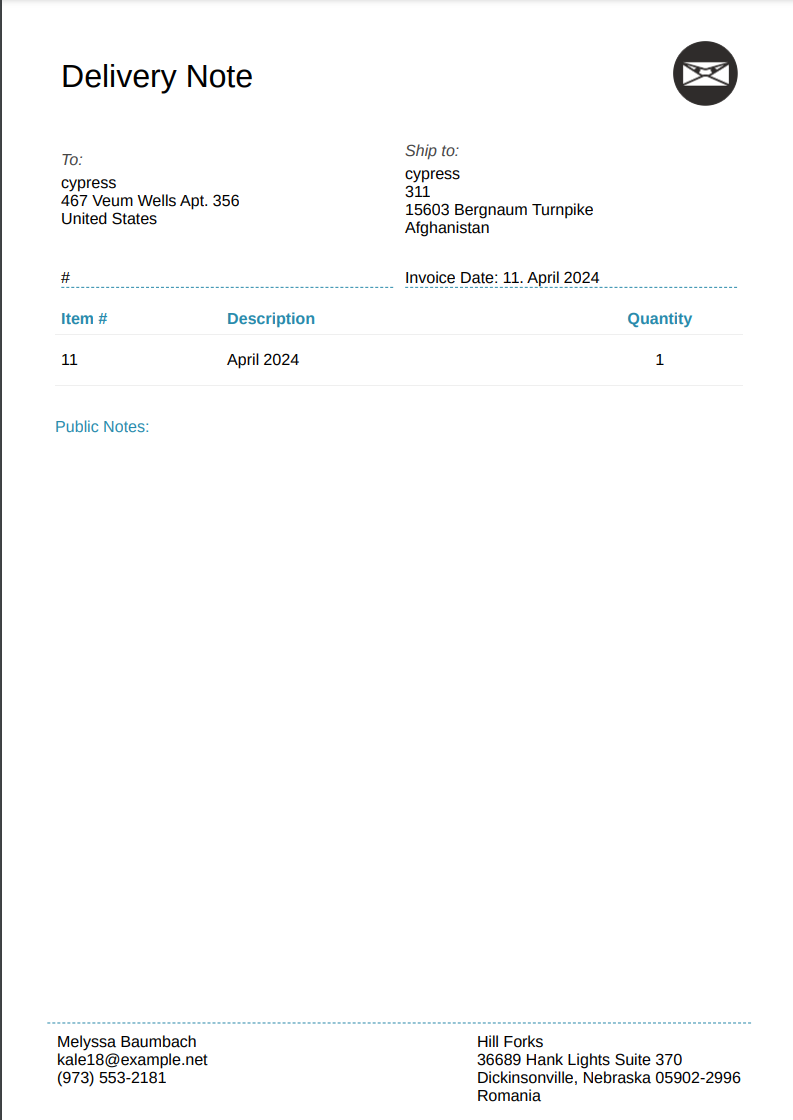 Delivery Note
To:
cypress
467 Veum Wells Apt. 356
United States
Ship to:
cypress
311
15603 Bergnaum Turnpike
Afghanistan
#
Invoice Date: 11. April 2024
Item # Description Quantity
11 April 2024 1
Public Notes:
Melyssa Baumbach
kale18@example.net
(973) 553-2181
Hill Forks
36689 Hank Lights Suite 370
Dickinsonville, Nebraska 05902-2996
Romania